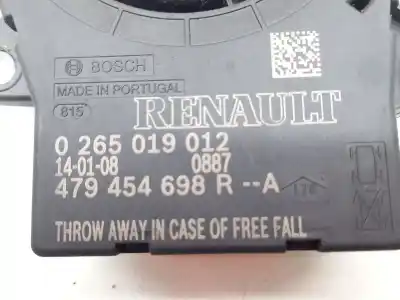 BOSCH
MADE IN PORTUGAL
815
RENAULT
0 265 019 012
14-01-08 0887
479 454 698 R --A
THROW AWAY IN CASE OF FREE FALL